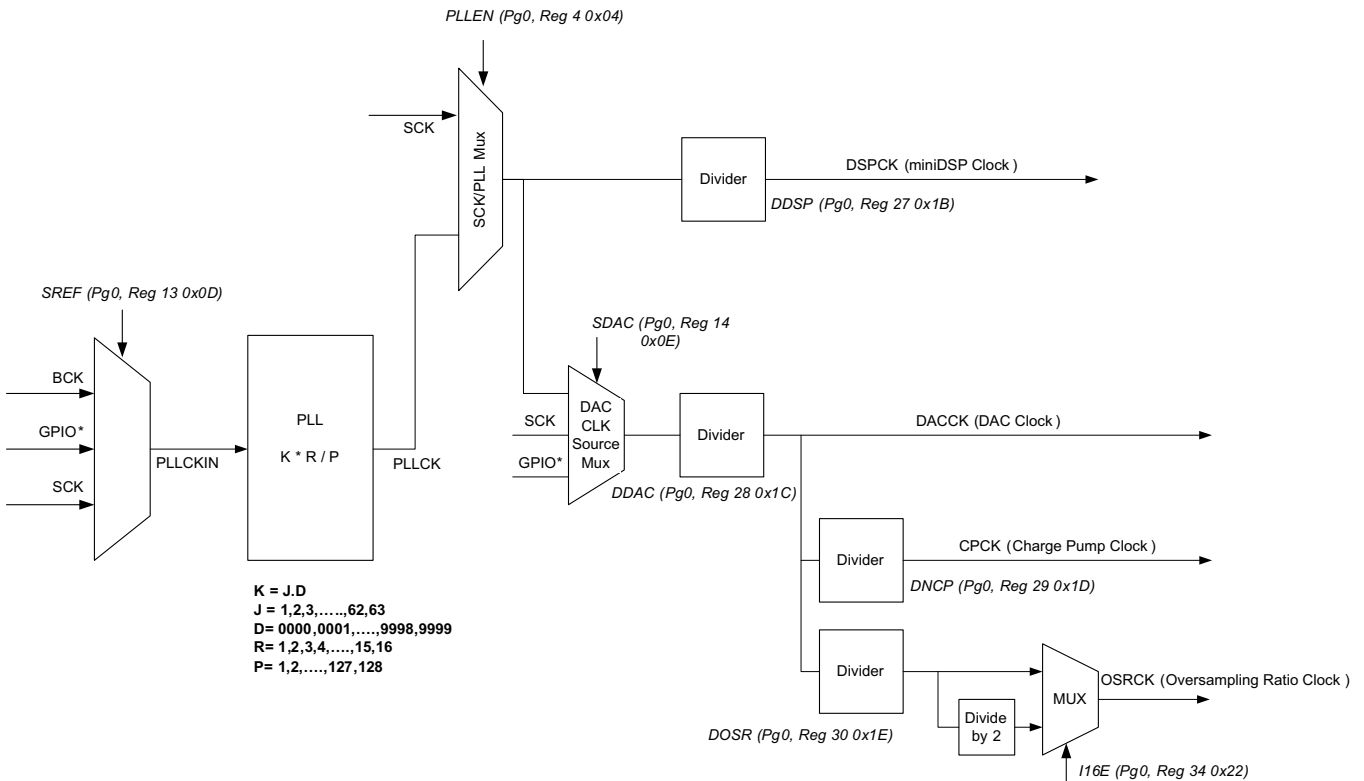 PLLEN (Pg0, Reg 4 0x04)
SCK
SCK/PLL Mux
Divider
DSPCK (miniDSP Clock )
DDSP (Pg0, Reg 27 0x1B)
SREF (Pg0, Reg 13 0x0D)
BCK
GPIO*
SCK
PLLCKIN
PLL
K * R / P
PLLCK
K = J.D
J = 1,2,3,…..,62,63
D= 0000,0001,….,9998,9999
R= 1,2,3,4,….,15,16
P= 1,2,….,127,128
SDAC (Pg0, Reg 14
0x0E)
SCK
GPIO*
DAC
CLK
Source
Mux
Divider
DDAC (Pg0, Reg 28 0x1C)
DACCK (DAC Clock )
Divider
CPCK (Charge Pump Clock )
DNCP (Pg0, Reg 29 0x1D)
Divider
DOSR (Pg0, Reg 30 0x1E)
Divide
by 2
MUX
OSRCK (Oversampling Ratio Clock )
I16E (Pg0, Reg 34 0x22)